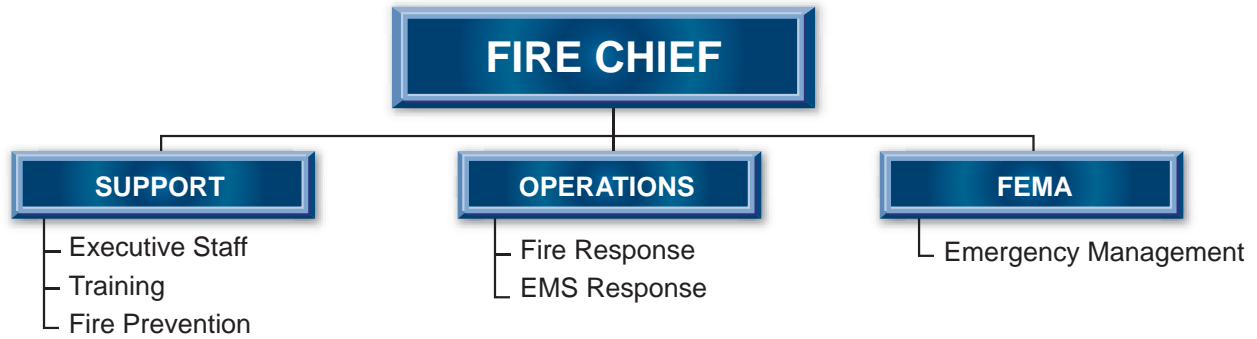 FIRE CHIEF
SUPPORT
Executive Staff
Training
Fire Prevention
OPERATIONS
Fire Response
EMS Response
FEMA
Emergency Management